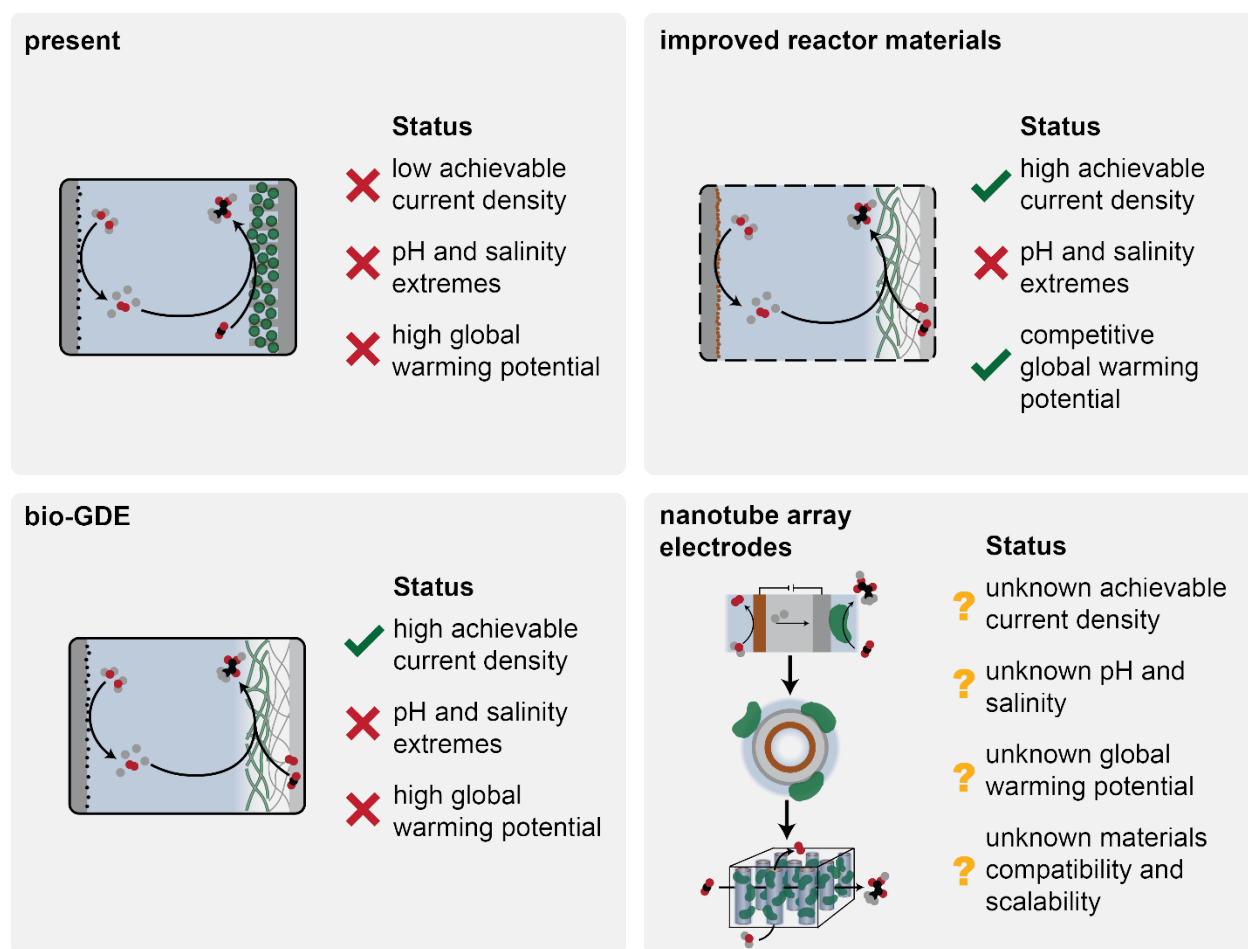 present
Status
low achievable
current density
pH and salinity
extremes
high global
warming potential
improved reactor materials
Status
high achievable
current density
pH and salinity
extremes
competitive
global warming
potential
bio-GDE
Status
high achievable
current density
pH and salinity
extremes
high global
warming potential
nanotube array
electrodes
Status
? unknown achievable
current density
? unknown pH and
salinity
? unknown global
warming potential
? unknown materials
compatibility and
scalability